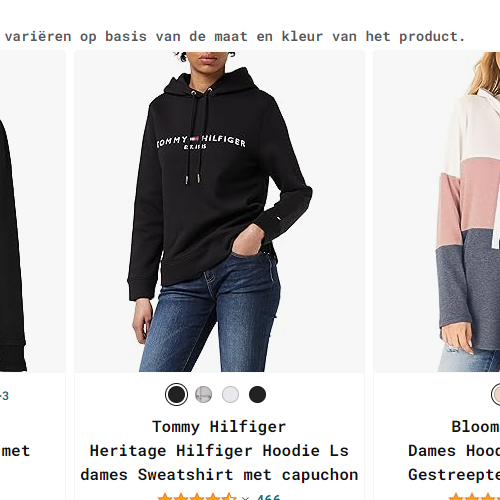 variëren op basis van de maat en kleur van het product.
TOMMY HILFIGER
EST. 1985
-3
met
Tommy Hilfiger
Heritage Hilfiger Hoodie Ls
dames Sweatshirt met capuchon
466
Bloom
Dames Hood
Gestreept